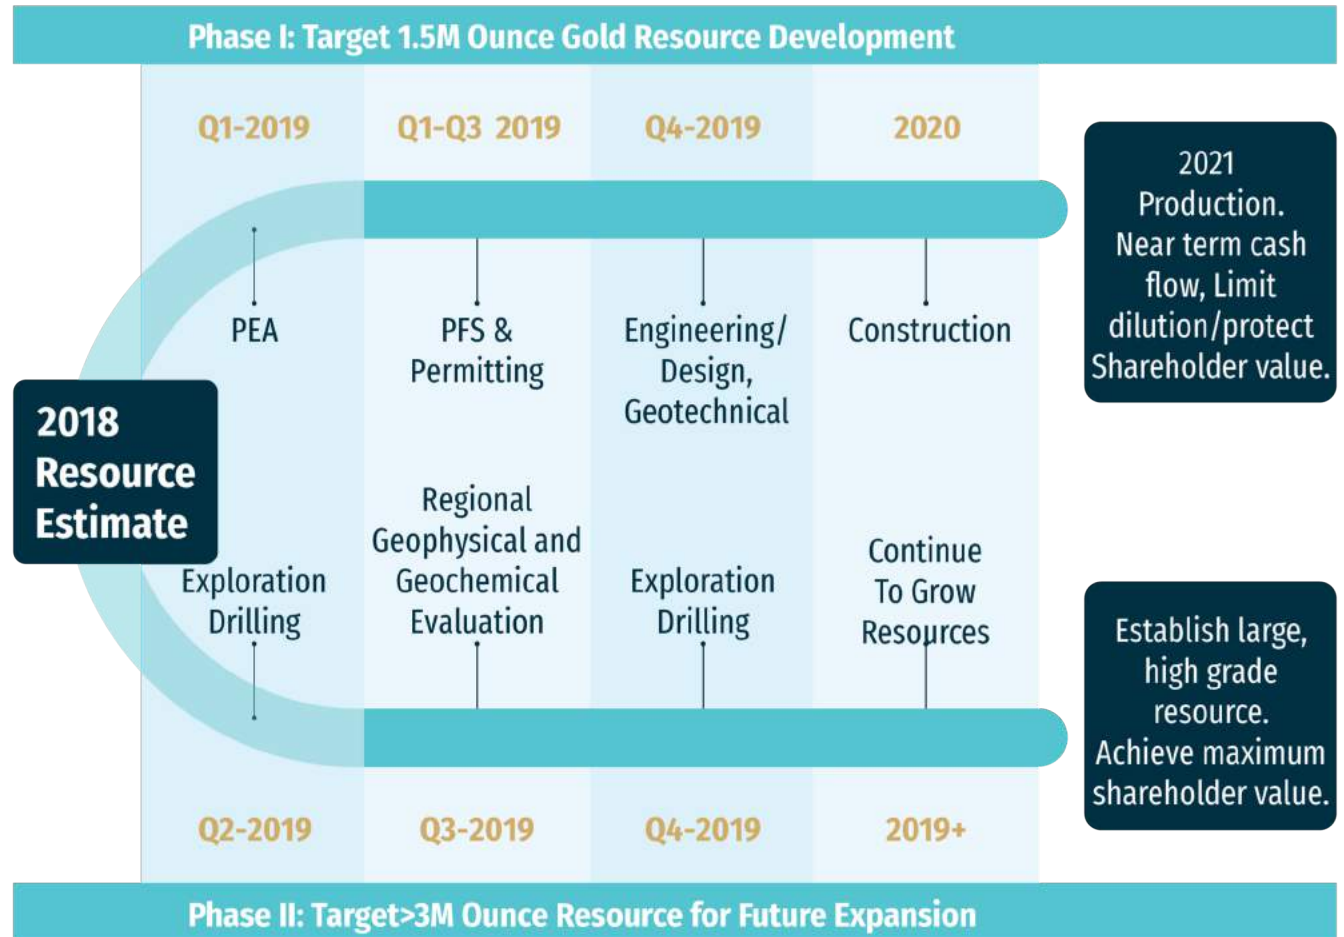 Phase I: Target 1.5M Ounce Gold Resource Development
Q1-2019
Q1-Q3 2019
Q4-2019
2020
PEA
PFS &
Permitting
Engineering/
Design,
Geotechnical
Construction
2021
Production.
Near term cash
flow, Limit
dilution/protect
Shareholder value.
2018
Resource
Estimate
Exploration
Drilling
Regional
Geophysical and
Geochemical
Evaluation
Exploration
Drilling
Continue
To Grow
Resources
Establish large,
high grade
resource.
Achieve maximum
shareholder value.
Q2-2019
Q3-2019
Q4-2019
2019+
Phase II: Target>3M Ounce Resource for Future Expansion